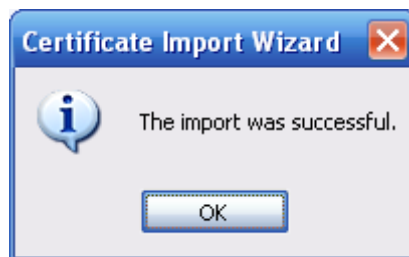 Certificate Import Wizard
The import was successful.
OK